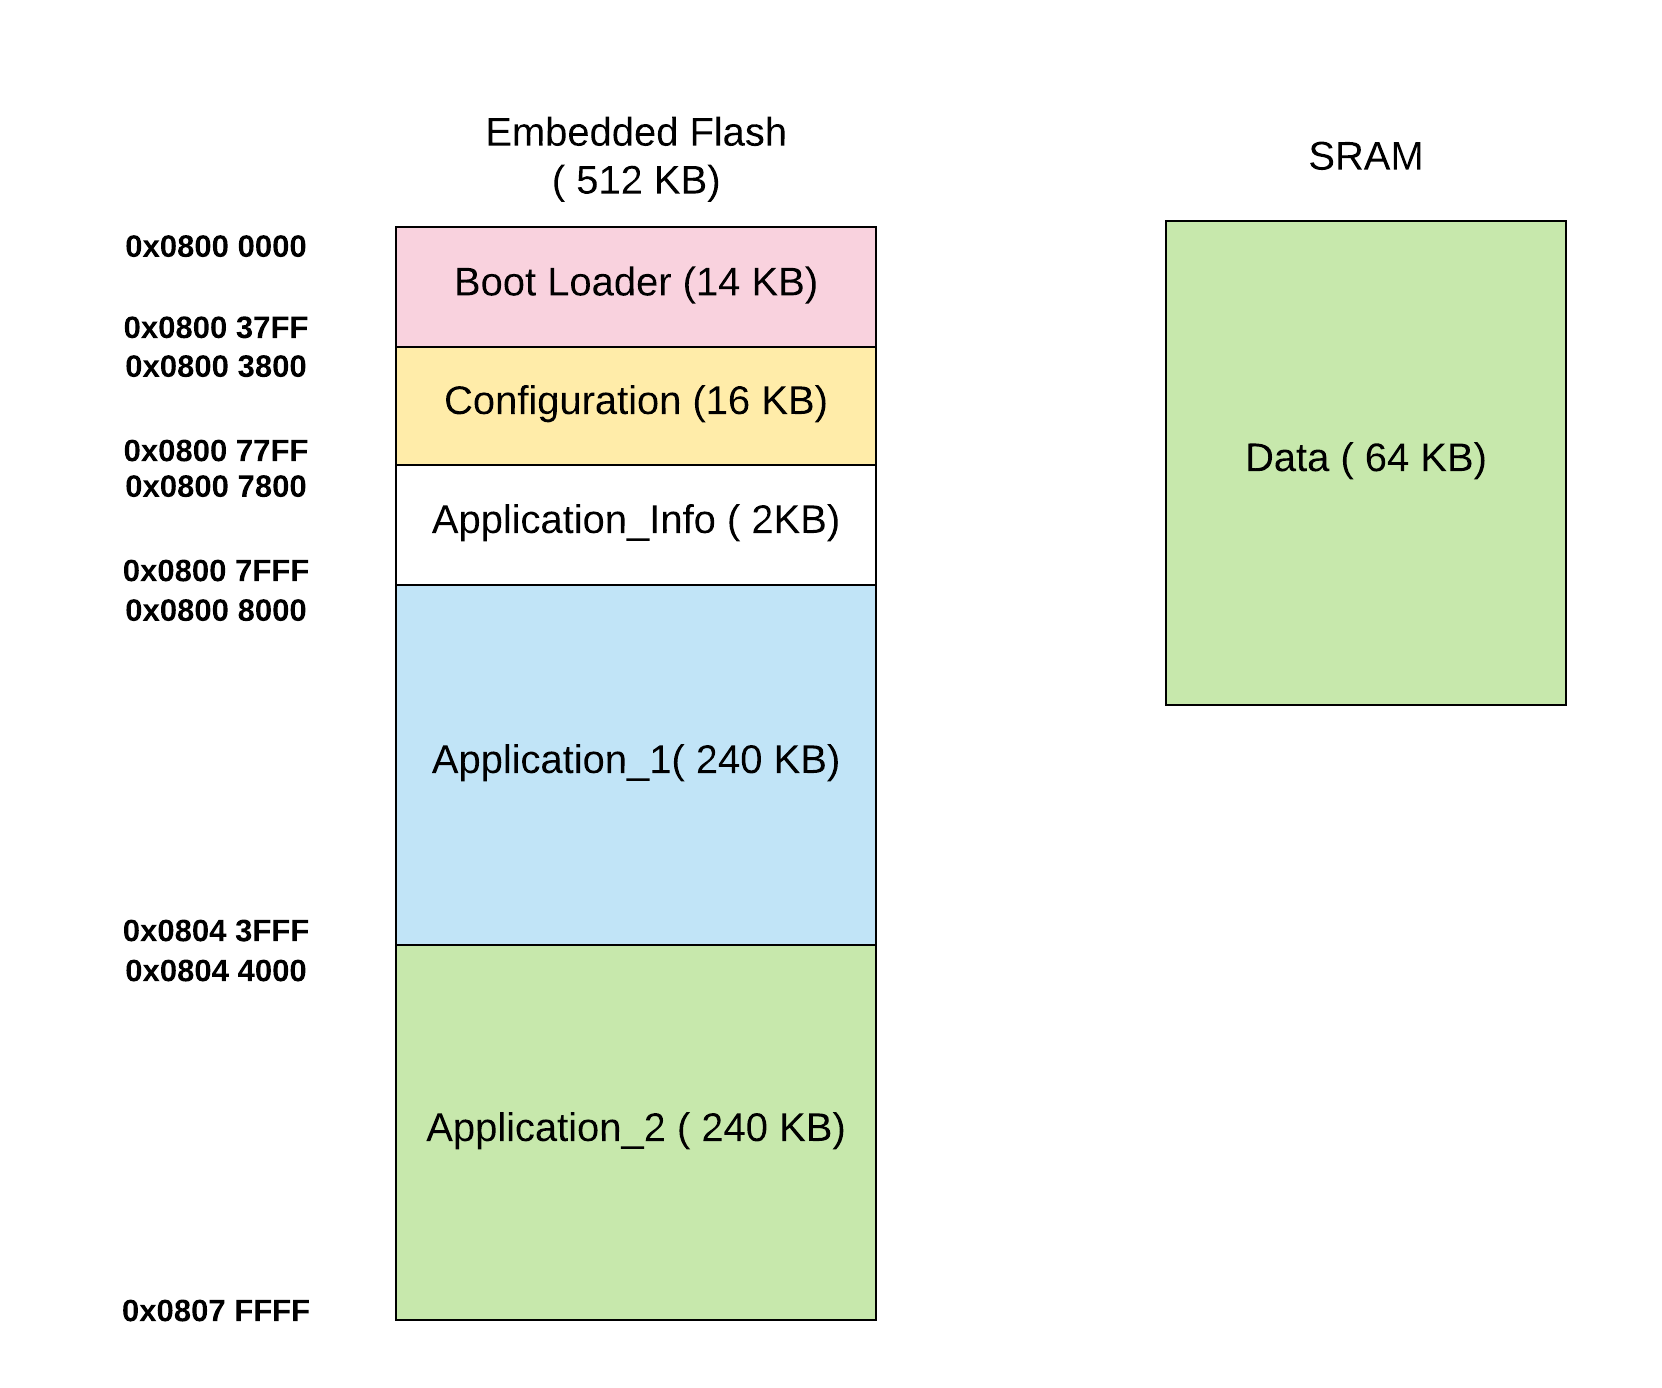 Embedded Flash
( 512 KB)
SRAM
0x0800 0000
Boot Loader (14 KB)
0x0800 37FF
0x0800 3800
Configuration (16 KB)
0x0800 77FF
0x0800 7800
Application_Info ( 2KB)
0x0800 7FFF
0x0800 8000
Application_1( 240 KB)
0x0804 3FFF
0x0804 4000
Application_2 ( 240 KB)
0x0807 FFFF
Data ( 64 KB)